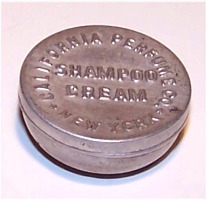 CALIFORNIA PERFUME CO.
SHAMPOO
CREAM
NEW YORK